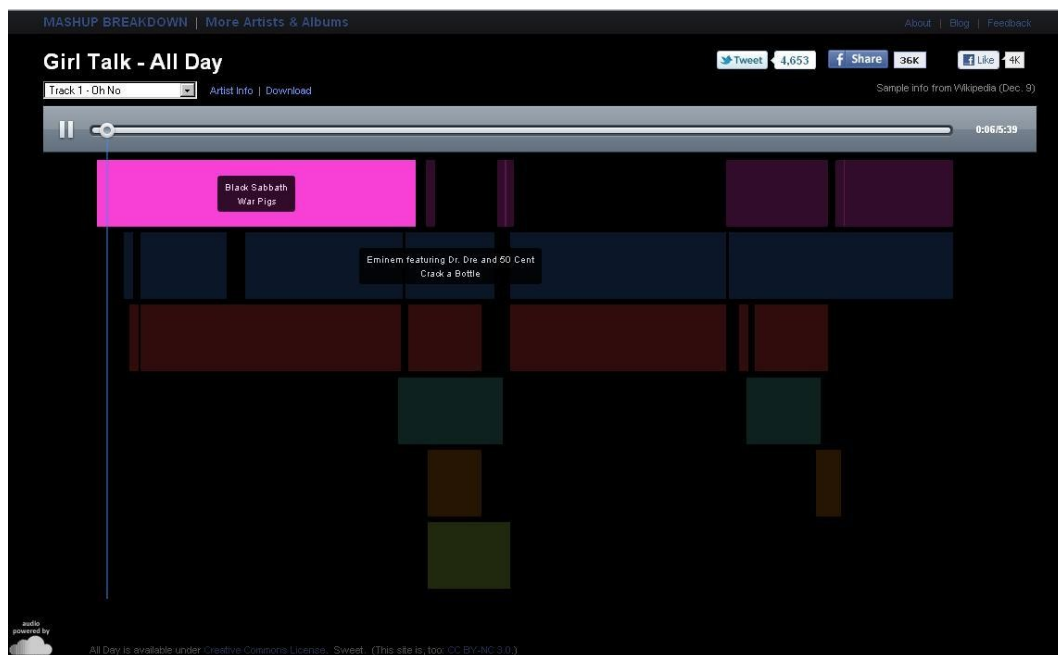 MASHUP BREAKDOWN | More Artists & Albums
About | Blog | Feedback
Girl Talk - All Day
Tweet 4,653
Share 36K
Like 4K
Track 1 - Oh No
Artist Info | Download
Sample info from Wikipedia (Dec. 9)
0:06/5:39
Black Sabbath
War Pigs
Eminem featuring Dr. Dre and 50 Cent
Crack a Bottle
audio
powered by
All Day is available under Creative Commons License. Sweet. (This site is, too: CC BY-NC 3.0.)